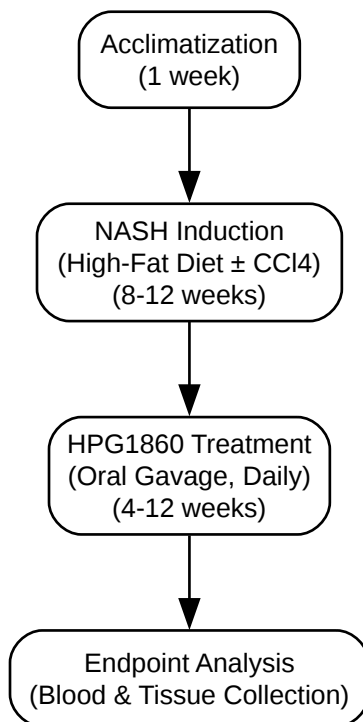 Acclimatization
(1 week)
NASH Induction
(High-Fat Diet ± CCl4)
(8-12 weeks)
HPG1860 Treatment
(Oral Gavage, Daily)
(4-12 weeks)
Endpoint Analysis
(Blood & Tissue Collection)